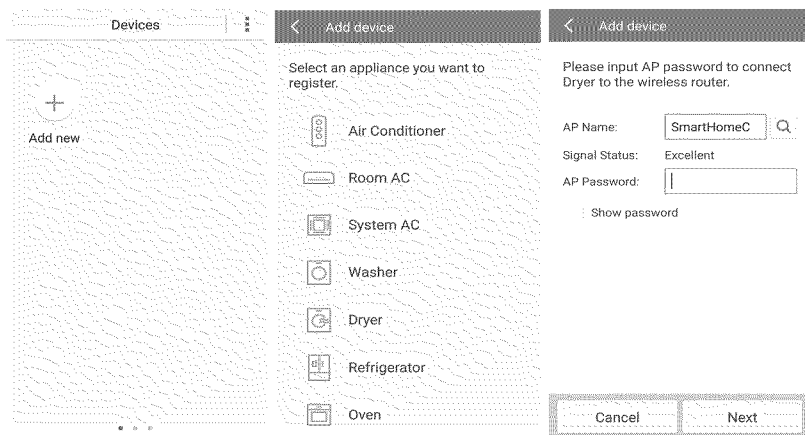 Devices
Add new
Add device
Select an appliance you want to
register.
Air Conditioner
Room AC
System AC
Washer
Dryer
Refrigerator
Oven
Add device
Please input AP password to connect
Dryer to the wireless router.
AP Name: SmartHomeC
Signal Status: Excellent
AP Password:
Show password
Cancel Next